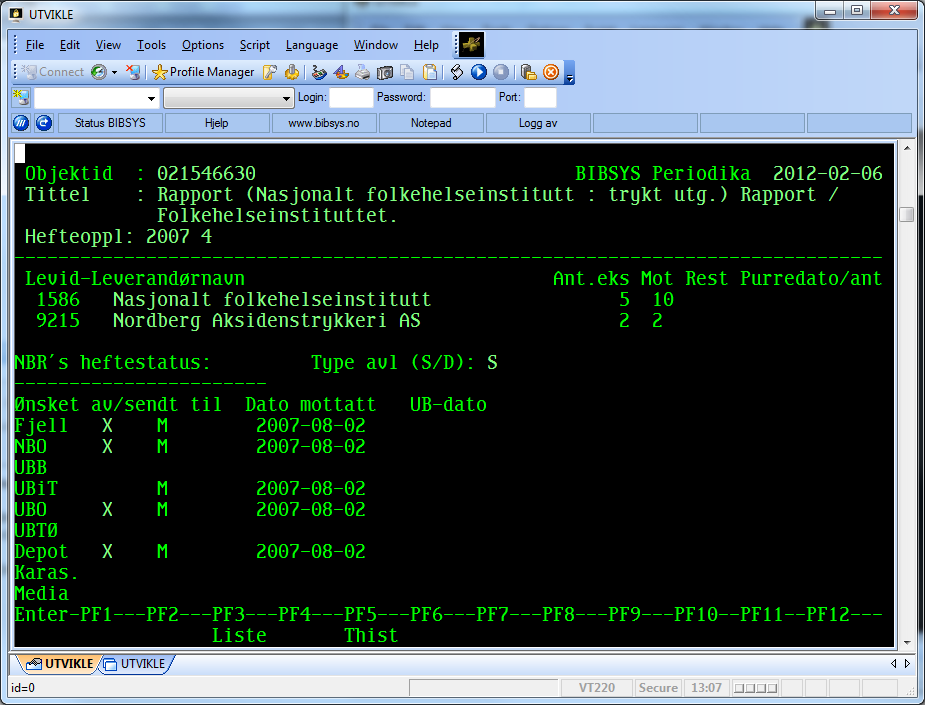 UTVIKLE
File Edit View Tools Options Script Language Window Help
Connect Profile Manager
Login: Password: Port:
Status BIBSYS Hjelp www.bibsys.no Notepad Logg av
Objektid : 021546630 BIBSYS Periodika 2012-02-06
Tittel : Rapport (Nasjonalt folkehelseinstitutt : trykt utg.) Rapport /
Folkehelseinstituttet.
Hefteoppl: 2007 4
--------------------------------------------------------------------------------
Levid-Leverandørnavn Ant.eks Mot Rest Purredato/ant
1586 Nasjonalt folkehelseinstitutt 5 10
9215 Nordberg Aksidenstrykkeri AS 2 2
NBR´s heftestatus: Type avl (S/D): S
-----------------------
Ønsket av/sendt til Dato mottatt UB-dato
Fjell X M 2007-08-02
NBO X M 2007-08-02
UBB
UBiT M 2007-08-02
UBO X M 2007-08-02
UBTØ
Depot X M 2007-08-02
Karas.
Media
Enter-PF1---PF2---PF3---PF4---PF5---PF6---PF7---PF8---PF9---PF10--PF11--PF12---
Liste Thist
UTVIKLE UTVIKLE
id=0 VT220 Secure 13:07